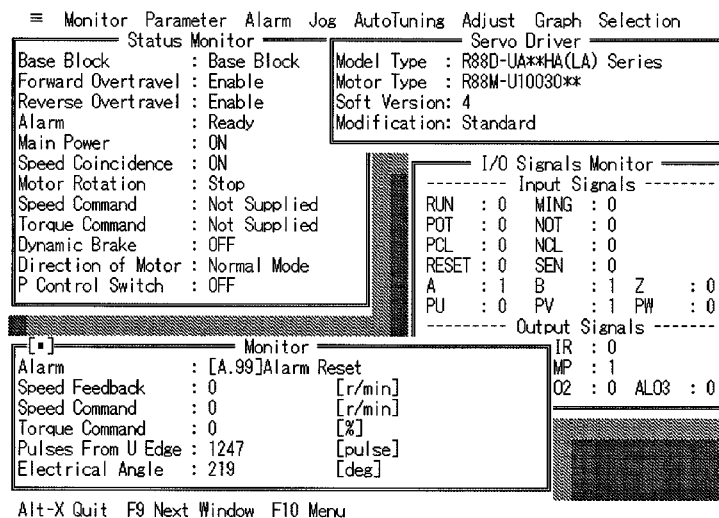 ≡ Monitor Parameter Alarm Jog AutoTuning Adjust Graph Selection
Status Monitor
Base Block : Base Block
Forward Overtravel : Enable
Reverse Overtravel : Enable
Alarm : Ready
Main Power : ON
Speed Coincidence : ON
Motor Rotation : Stop
Speed Command : Not Supplied
Torque Command : Not Supplied
Dynamic Brake : OFF
Direction of Motor : Normal Mode
P Control Switch : OFF
Servo Driver
Model Type : R88D-UA**HA(LA) Series
Motor Type : R88M-U10030**
Soft Version: 4
Modification: Standard
I/O Signals Monitor
--------- Input Signals --------
RUN : 0 MING : 0
POT : 0 NOT : 0
PCL : 0 NCL : 0
RESET : 0 SEN : 0
A : 1 B : 1 Z : 0
PU : 0 PV : 1 PW : 0
--------- Output Signals -------
IR : 0
MP : 1
O2 : 0 ALO3 : 0
[▪] Monitor
Alarm : [A.99]Alarm Reset
Speed Feedback : 0 [r/min]
Speed Command : 0 [r/min]
Torque Command : 0 [%]
Pulses From U Edge : 1247 [pulse]
Electrical Angle : 219 [deg]
Alt-X Quit F9 Next Window F10 Menu